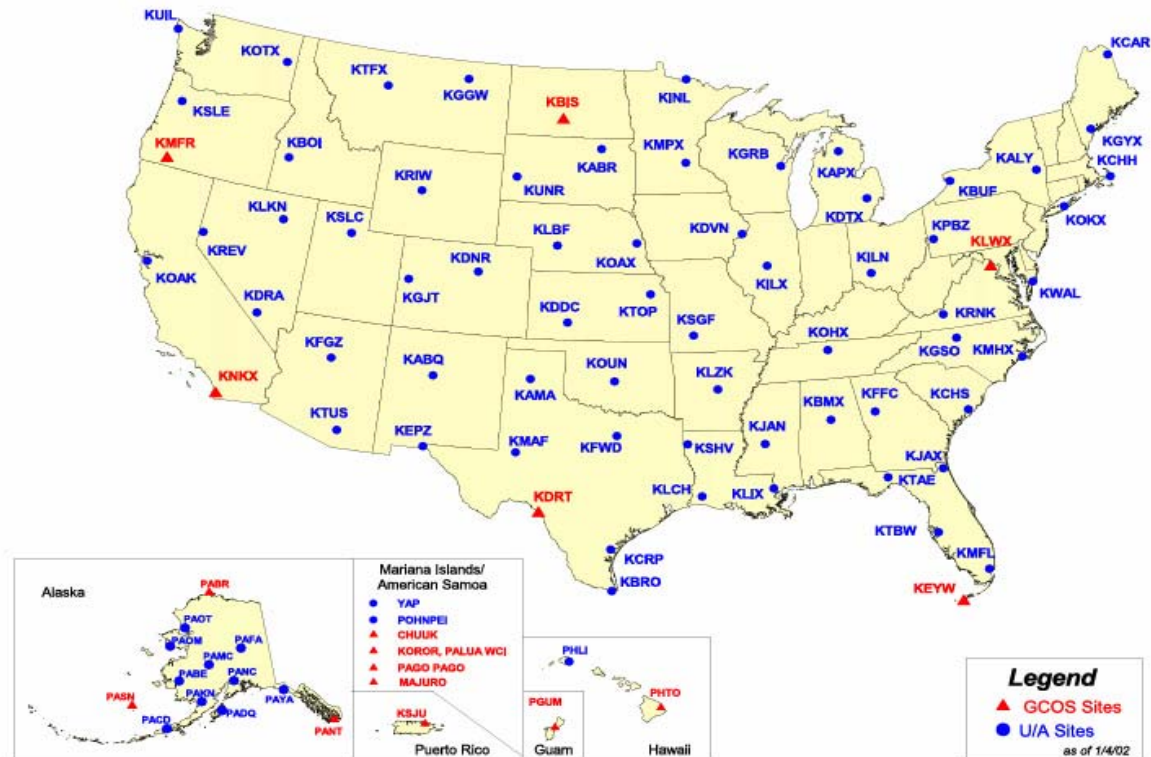 KUIL
KCAR
KOTX
KTFX
KGGW
KBIS
KINL
KSLE
KGYX
KMFR
KBOI
KABR
KMPX
KGRB
KAPX
KALY
KCHH
KRIW
KUNR
KBUF
KLKN
KSLC
KDTX
KOKX
KREV
KLBF
KDVN
KPBZ
KLWX
KOAX
KOAK
KDNR
KILN
KGJT
KILX
KWAL
KDRA
KDDC
KTOP
KSGF
KRNK
KFGZ
KOHX
KGSO
KMHX
KABQ
KOUN
KNKX
KAMA
KLZK
KBMX
KFFC
KCHS
KTUS
KEPZ
KMAF
KFWD
KSHV
KJAN
KJAX
KDRT
KLCH
KLIX
KTAE
KTBW
KCRP
KMFL
KBRO
KEYW
Alaska
PABR
PAOT
PAOM
PAFA
PAMC
PABE
PANC
PASN
PAKN
PAYA
PACD
PADQ
PANT
Mariana Islands/
American Samoa
YAP
POHNPEI
CHUUK
KOROR, PALUA WCI
PAGO PAGO
MAJURO
KSJU
Puerto Rico
PGUM
Guam
PHLI
PHTO
Hawaii
Legend
GCOS Sites
U/A Sites
as of 1/4/02